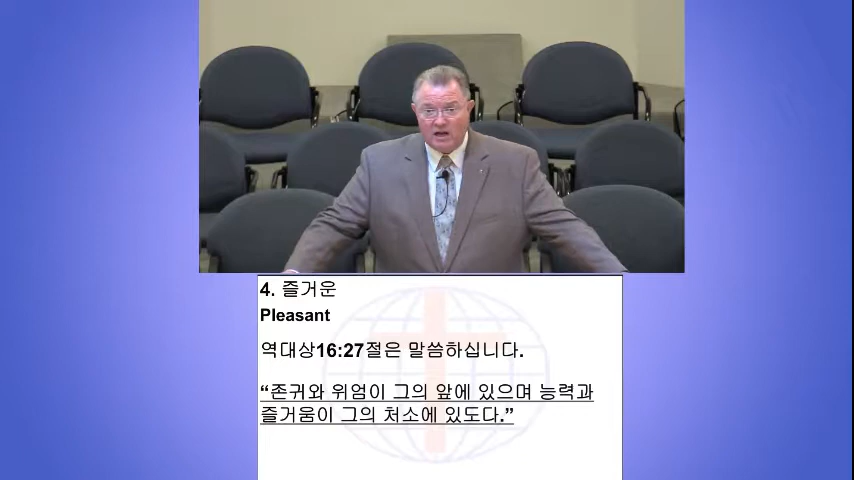 4. 즐거운
Pleasant
역대상16:27절은 말씀하십니다.
“존귀와 위엄이 그의 앞에 있으며 능력과
즐거움이 그의 처소에 있도다.”